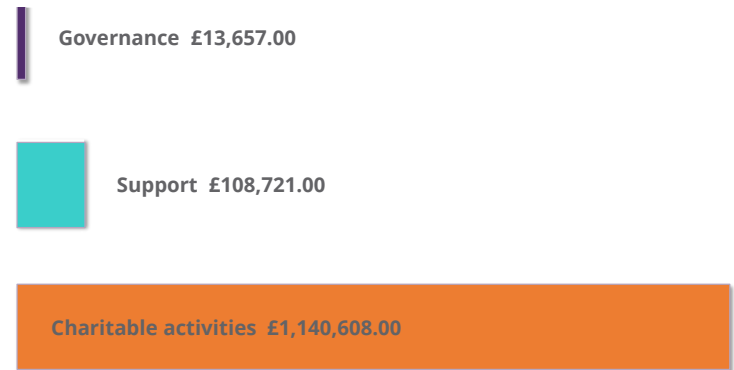 Governance £13,657.00
Support £108,721.00
Charitable activities £1,140,608.00